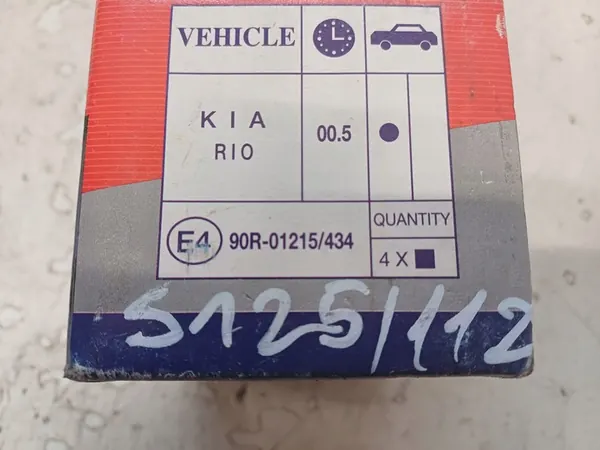 VEHICLE
KIA
RIO
00.5
E4 90R-01215/434
QUANTITY
4 X
S125/112